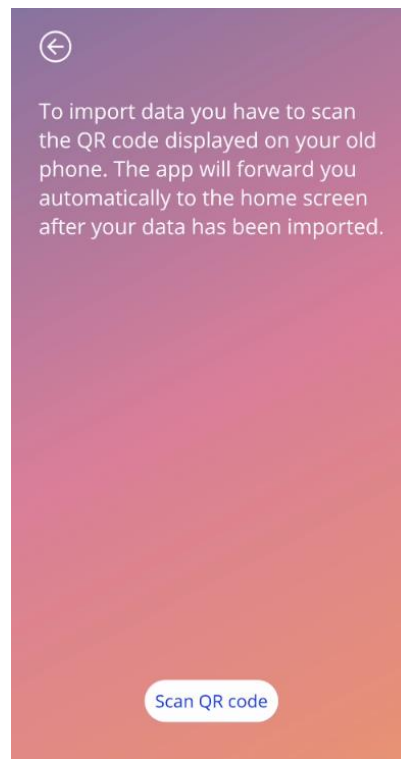 To import data you have to scan
the QR code displayed on your old
phone. The app will forward you
automatically to the home screen
after your data has been imported.
Scan QR code